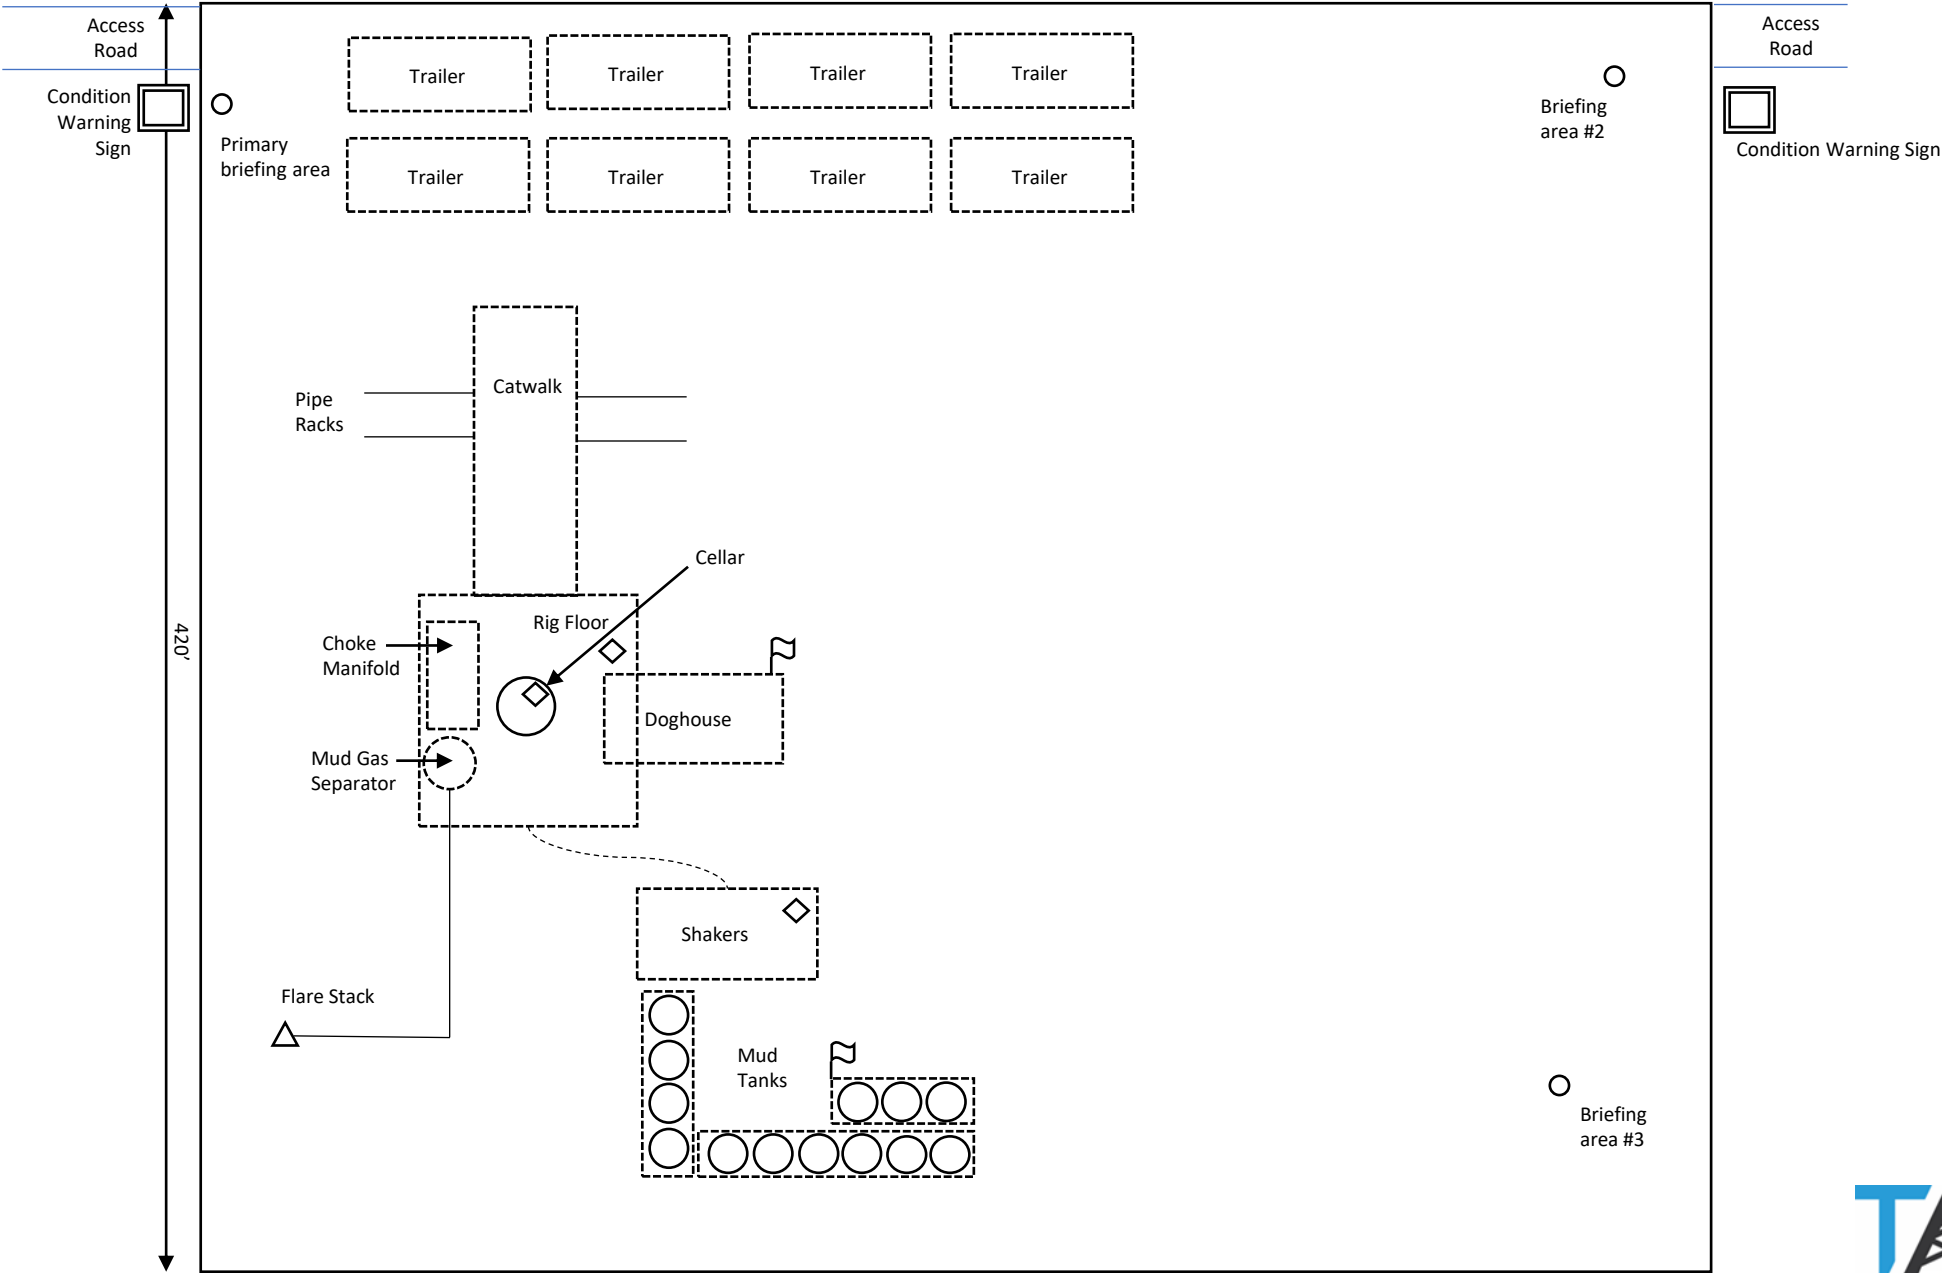 Access
Road
Access
Road
Condition
Warning
Sign
Primary
briefing area
Trailer
Trailer
Trailer
Trailer
Trailer
Trailer
Trailer
Trailer
Briefing
area #2
Condition Warning Sign
Catwalk
Pipe
Racks
Cellar
Rig Floor
Choke
Manifold
420'
Doghouse
Mud Gas
Separator
Shakers
Flare Stack
Mud
Tanks
Briefing
area #3